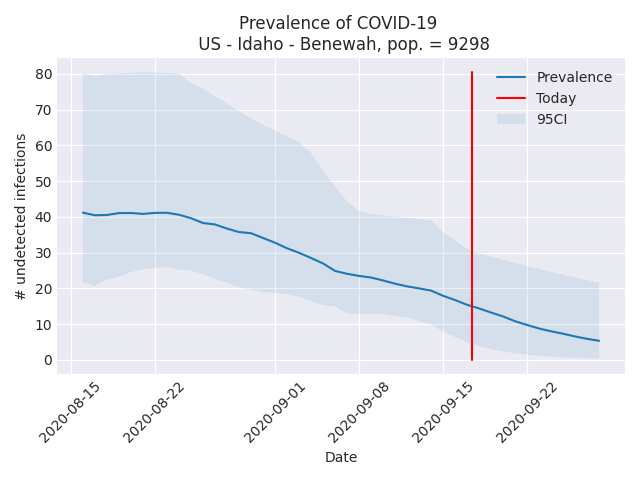 Prevalence of COVID-19
US - Idaho - Benewah, pop. = 9298
# undetected infections
80
70
60
50
40
30
20
10
0
Prevalence
Today
95CI
2020-08-15
2020-08-22
2020-09-01
2020-09-08
2020-09-15
2020-09-22
Date